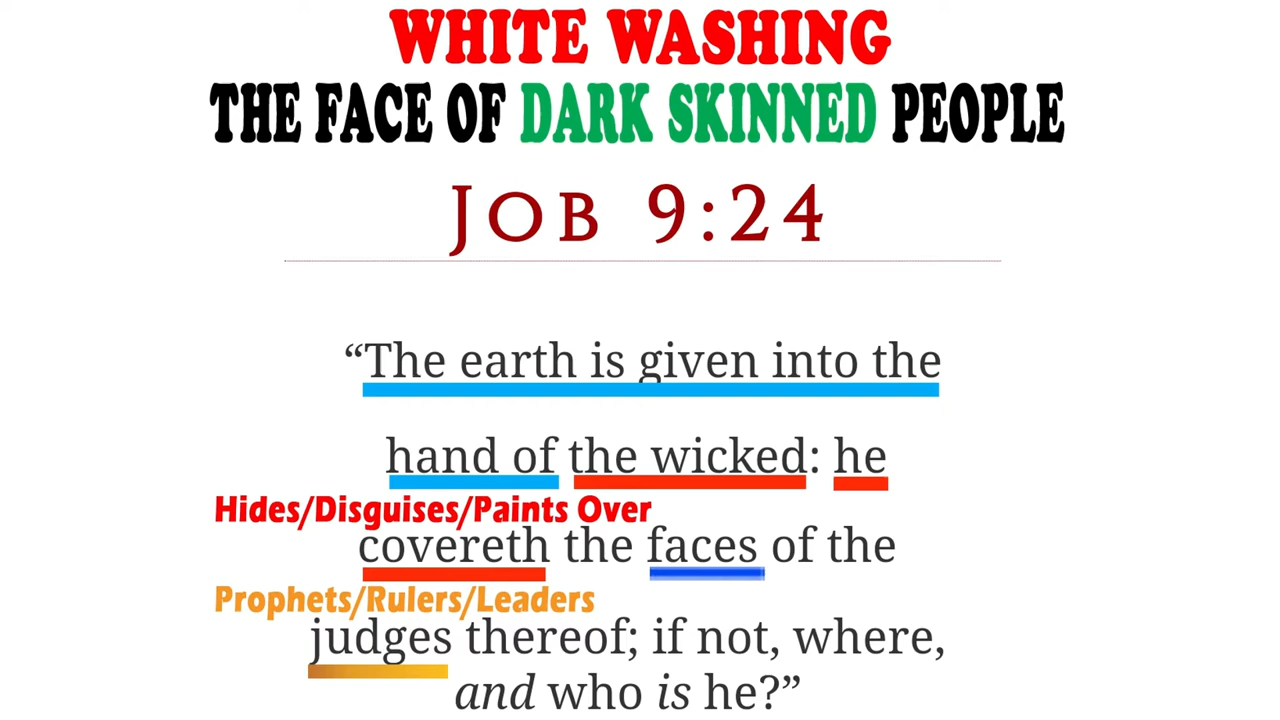 WHITE WASHING
THE FACE OF DARK SKINNED PEOPLE
JOB 9:24
“The earth is given into the
hand of the wicked: he
Hides/Disguises/Paints Over
covereth the faces of the
Prophets/Rulers/Leaders
judges thereof; if not, where,
and who is he?”